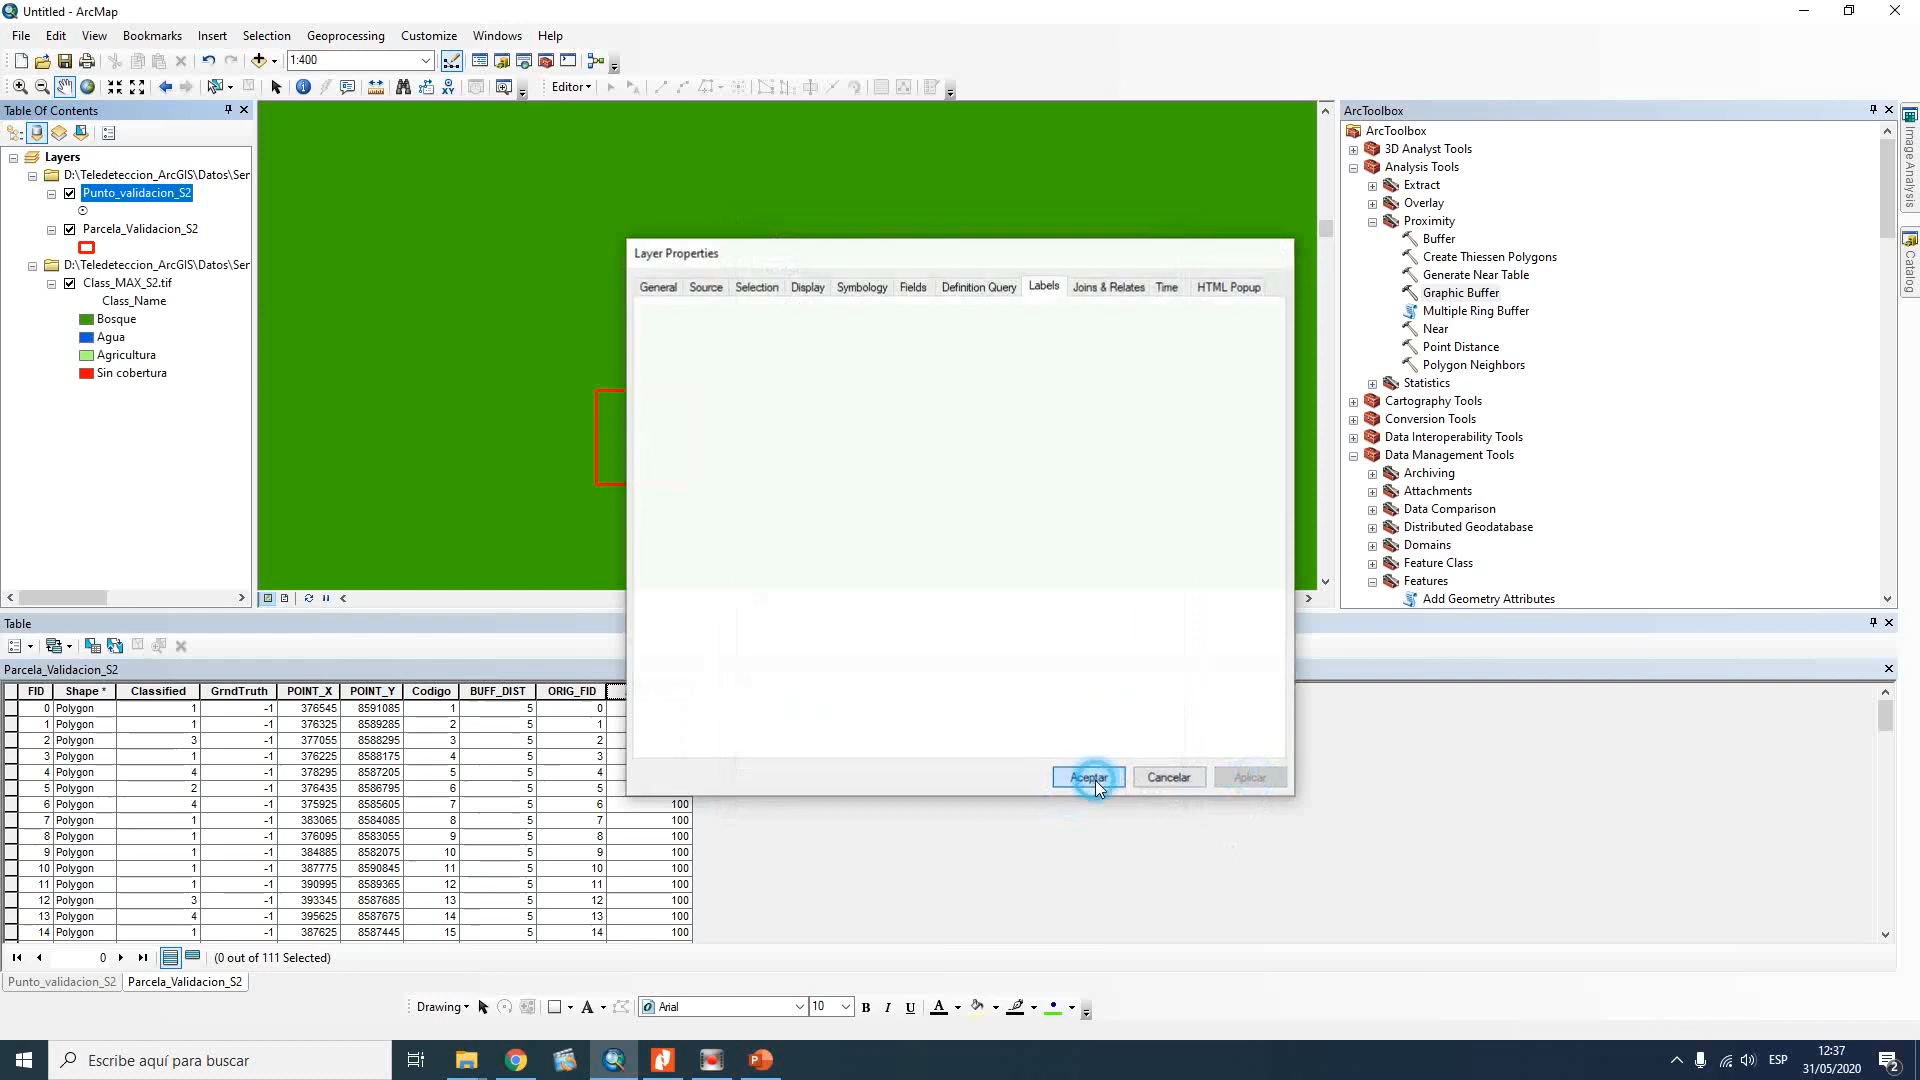 Untitled - ArcMap
File Edit View Bookmarks Insert Selection Geoprocessing Customize Windows Help
1:400
Editor
Table Of Contents
Layers
D:\Teledeteccion_ArcGIS\Datos\Ser
Punto_validacion_S2
Parcela_Validacion_S2
D:\Teledeteccion_ArcGIS\Datos\Ser
Class_MAX_S2.tif
Class_Name
Bosque
Agua
Agricultura
Sin cobertura
Layer Properties
General Source Selection Display Symbology Fields Definition Query Labels Joins & Relates Time HTML Popup
Aceptar Cancelar Aplicar
ArcToolbox
ArcToolbox
3D Analyst Tools
Analysis Tools
Extract
Overlay
Proximity
Buffer
Create Thiessen Polygons
Generate Near Table
Graphic Buffer
Multiple Ring Buffer
Near
Point Distance
Polygon Neighbors
Statistics
Cartography Tools
Conversion Tools
Data Interoperability Tools
Data Management Tools
Archiving
Attachments
Data Comparison
Distributed Geodatabase
Domains
Feature Class
Features
Add Geometry Attributes
Image Analysis
Catalog
Table
Parcela_Validacion_S2
FID Shape * Classified GrndTruth POINT_X POINT_Y Codigo BUFF_DIST ORIG_FID
0 Polygon 1 -1 376545 8591085 1 5 0
1 Polygon 1 -1 376325 8589285 2 5 1
2 Polygon 3 -1 377055 8588295 3 5 2
3 Polygon 1 -1 376225 8588175 4 5 3
4 Polygon 4 -1 378295 8587205 5 5 4
5 Polygon 2 -1 376435 8586795 6 5 5
6 Polygon 4 -1 375925 8585605 7 5 6 100
7 Polygon 1 -1 383065 8584085 8 5 7 100
8 Polygon 1 -1 376095 8583055 9 5 8 100
9 Polygon 1 -1 384885 8582075 10 5 9 100
10 Polygon 1 -1 387775 8590845 11 5 10 100
11 Polygon 1 -1 390995 8589365 12 5 11 100
12 Polygon 3 -1 393345 8587685 13 5 12 100
13 Polygon 4 -1 395625 8587675 14 5 13 100
14 Polygon 1 -1 387625 8587445 15 5 14 100
0 (0 out of 111 Selected)
Punto_validacion_S2 Parcela_Validacion_S2
Drawing A Arial 10 B I U A
Escribe aquí para buscar
ESP
12:37
31/05/2020
2